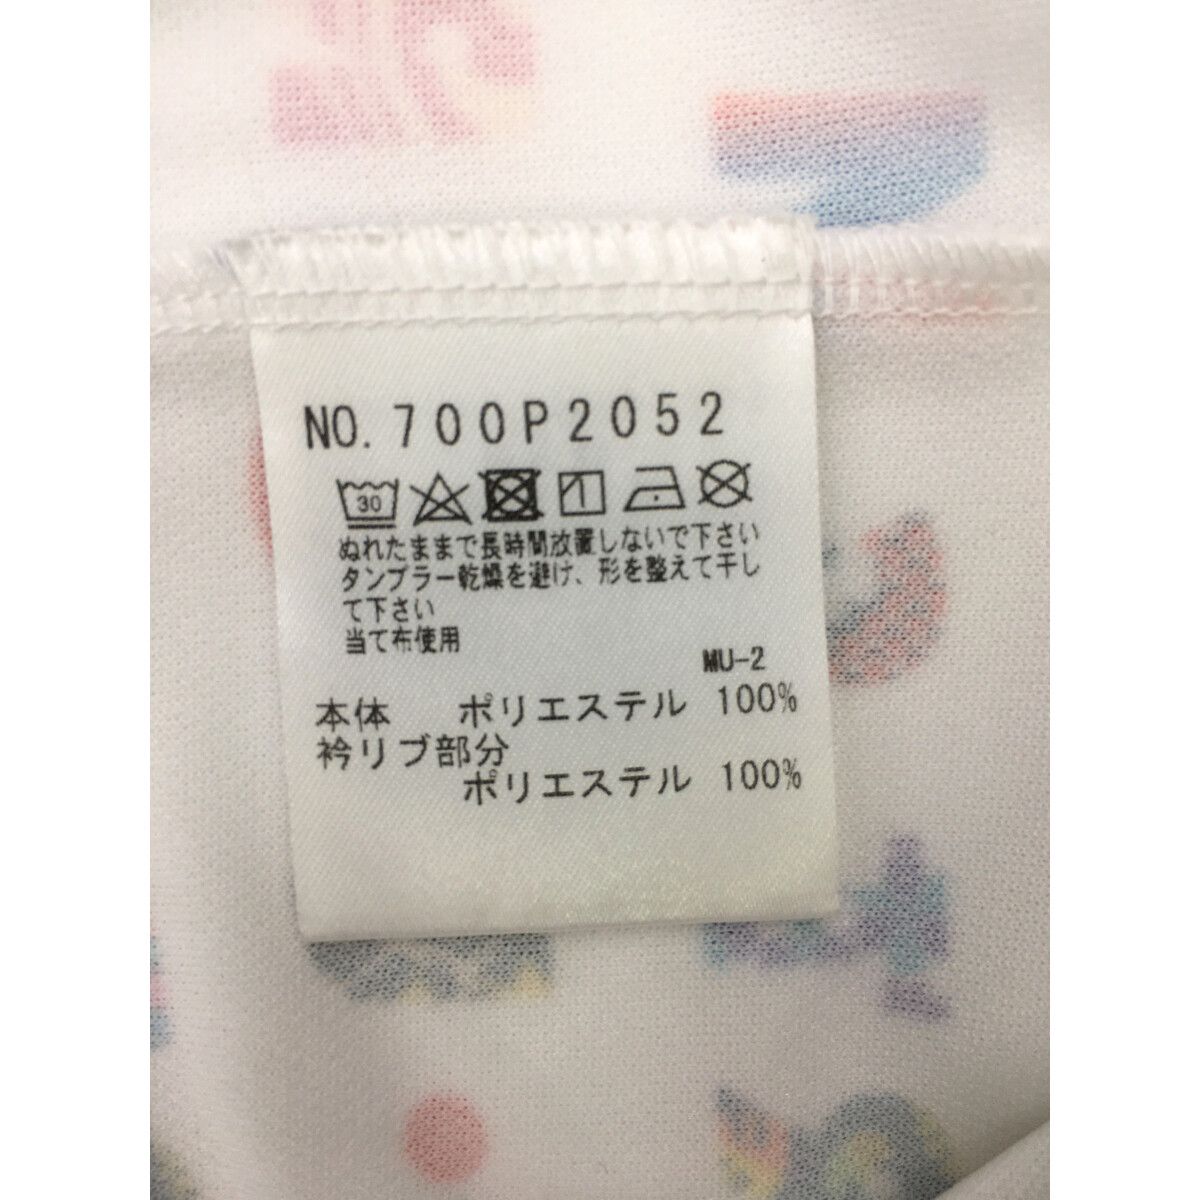 NO.700P2052
30
ぬれたままで長時間放置しないで下さい
タンブラー乾燥を避け、形を整えて干し
て下さい
当て布使用
MU-2
本体 ポリエステル 100%
衿リブ部分
ポリエステル 100%